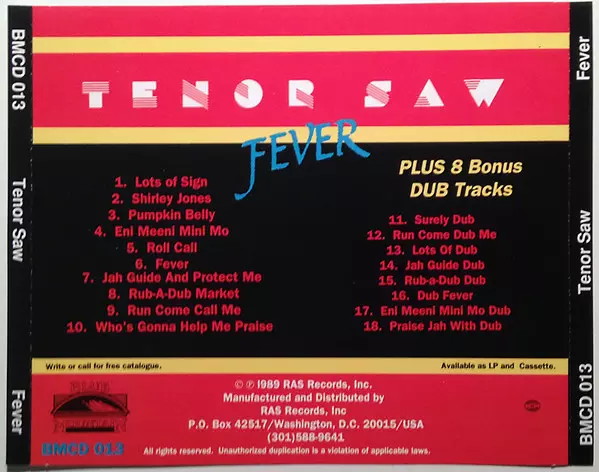 TENOR SAW
FEVER
PLUS 8 Bonus
DUB Tracks
1. Lots of Sign
2. Shirley Jones
3. Pumpkin Belly
4. Eni Meeni Mini Mo
5. Roll Call
6. Fever
7. Jah Guide And Protect Me
8. Rub-A-Dub Market
9. Run Come Call Me
10. Who's Gonna Help Me Praise
11. Surely Dub
12. Run Come Dub Me
13. Lots Of Dub
14. Jah Guide Dub
15. Rub-a-Dub Dub
16. Dub Fever
17. Eni Meeni Mini Mo Dub
18. Praise Jah With Dub
Write or call for free catalogue.
Available as LP and Cassette.
© ℗ 1989 RAS Records, Inc.
Manufactured and Distributed by
RAS Records, Inc
P.O. Box 42517/Washington, D.C. 20015/USA
(301)588-9641
All rights reserved. Unauthorized duplication is a violation of applicable laws.
BMCD 013
BMCD 013 Tenor Saw Fever
Fever Tenor Saw BMCD 013